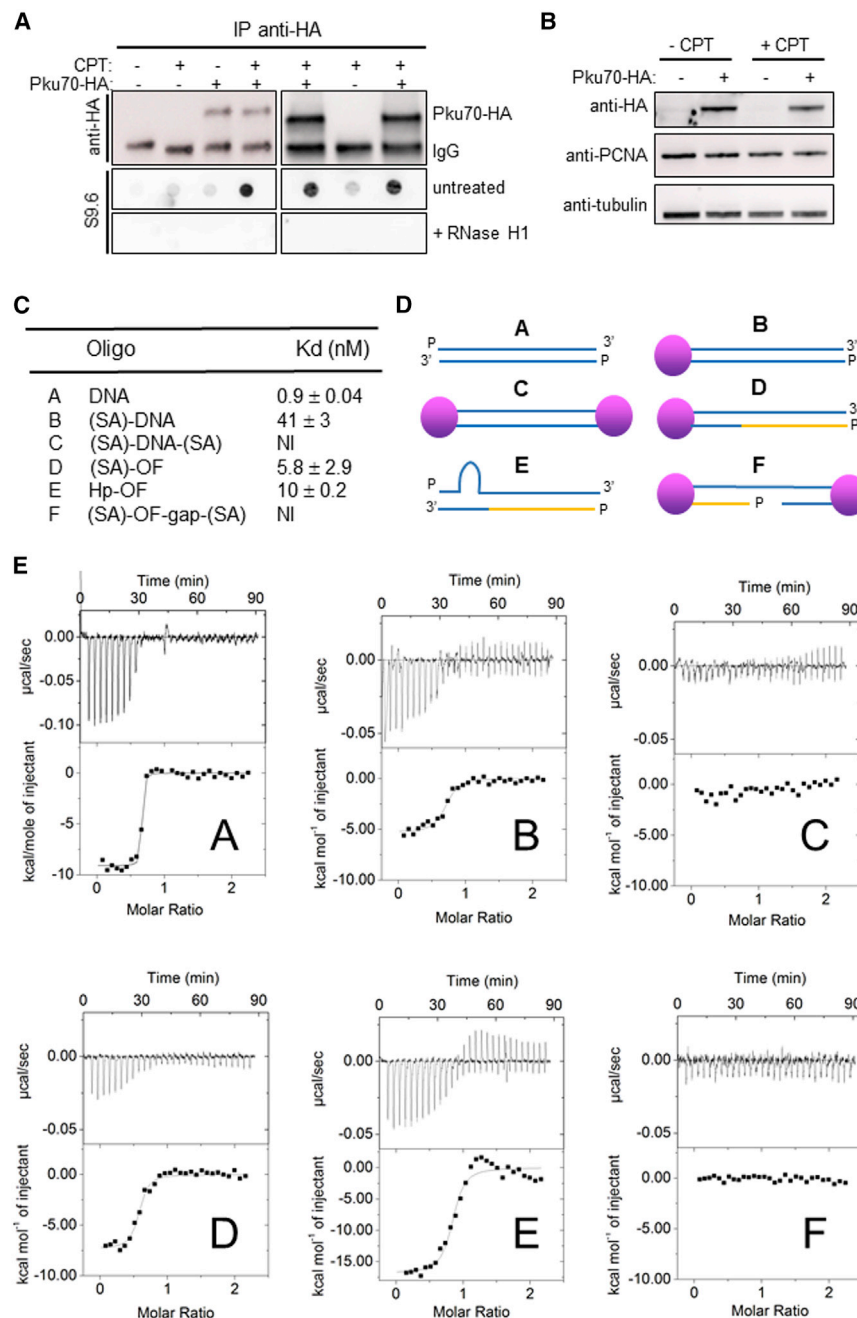 A
IP anti-HA
CPT: - + - + + + +
Pku70-HA: - - + + + - +
anti-HA
Pku70-HA
IgG
S9.6
untreated
+ RNase H1
B
- CPT + CPT
Pku70-HA: - + - +
anti-HA
anti-PCNA
anti-tubulin
C
Oligo Kd (nM)
A DNA 0.9 ± 0.04
B (SA)-DNA 41 ± 3
C (SA)-DNA-(SA) NI
D (SA)-OF 5.8 ± 2.9
E Hp-OF 10 ± 0.2
F (SA)-OF-gap-(SA) NI
D
A
P 3'
3' P
B
3'
P
C
D
3'
P
E
P 3'
3' P
F
P
E
Time (min)
0 30 60 90
µcal/sec
0.00
-0.05
-0.10
kcal/mole of injectant
0
-5
-10
A
0 1 2
Molar Ratio
Time (min)
0 30 60 90
µcal/sec
0.00
-0.05
kcal mol⁻¹ of injectant
0.00
-5.00
-10.00
B
0 1 2
Molar Ratio
Time (min)
0 30 60 90
µcal/sec
0.00
-0.05
kcal mol⁻¹ of injectant
0.00
-5.00
-10.00
C
0 1 2
Molar Ratio
Time (min)
0 30 60 90
µcal/sec
0.00
-0.05
kcal mol⁻¹ of injectant
0.00
-5.00
-10.00
D
0 1 2
Molar Ratio
Time (min)
0 30 60 90
µcal/sec
0.00
-0.05
kcal mol⁻¹ of injectant
0.00
-5.00
-10.00
-15.00
E
0 1 2
Molar Ratio
Time (min)
0 30 60 90
µcal/sec
0.00
-0.05
kcal mol⁻¹ of injectant
0.00
-5.00
-10.00
F
0 1 2
Molar Ratio